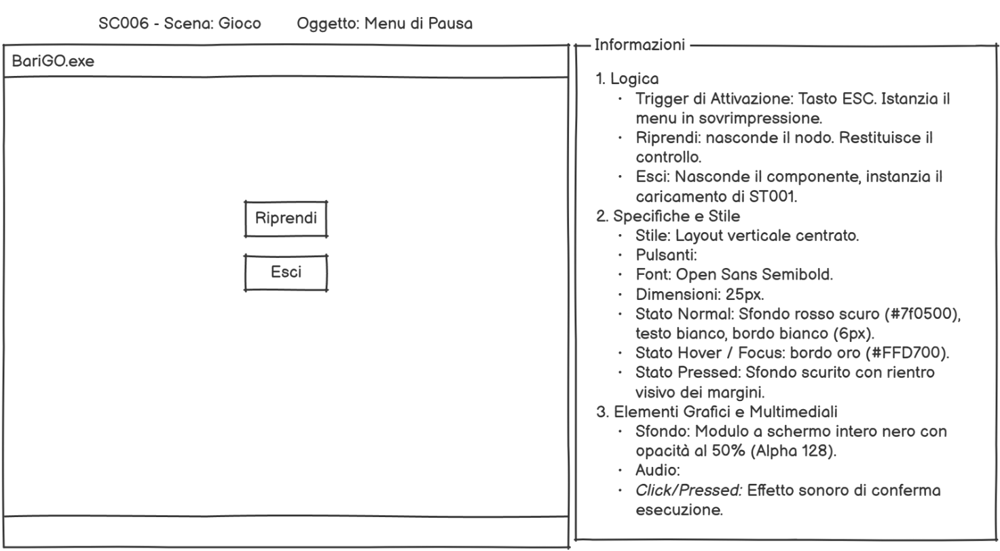 SC006 - Scena: Gioco Oggetto: Menu di Pausa
BariGO.exe
Riprendi
Esci
Informazioni
1. Logica
· Trigger di Attivazione: Tasto ESC. Istanzia il
menu in sovrimpressione.
· Riprendi: nasconde il nodo. Restituisce il
controllo.
· Esci: Nasconde il componente, instanzia il
caricamento di ST001.
2. Specifiche e Stile
· Stile: Layout verticale centrato.
· Pulsanti:
· Font: Open Sans Semibold.
· Dimensioni: 25px.
· Stato Normal: Sfondo rosso scuro (#7f0500),
testo bianco, bordo bianco (6px).
· Stato Hover / Focus: bordo oro (#FFD700).
· Stato Pressed: Sfondo scurito con rientro
visivo dei margini.
3. Elementi Grafici e Multimediali
· Sfondo: Modulo a schermo intero nero con
opacità al 50% (Alpha 128).
· Audio:
· Click/Pressed: Effetto sonoro di conferma
esecuzione.